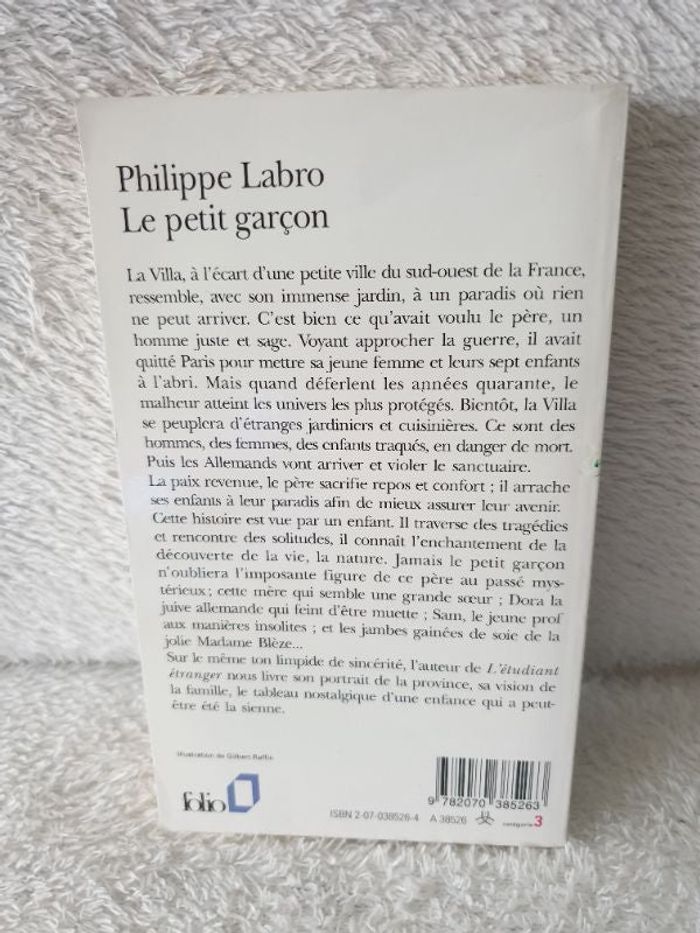 Philippe Labro
Le petit garçon
La Villa, à l'écart d'une petite ville du sud-ouest de la France,
ressemble, avec son immense jardin, à un paradis où rien
ne peut arriver. C'est bien ce qu'avait voulu le père, un
homme juste et sage. Voyant approcher la guerre, il avait
quitté Paris pour mettre sa jeune femme et leurs sept enfants
à l'abri. Mais quand déferlent les années quarante, le
malheur atteint les univers les plus protégés. Bientôt, la Villa
se peuplera d'étranges jardiniers et cuisinières. Ce sont des
hommes, des femmes, des enfants traqués, en danger de mort.
Puis les Allemands vont arriver et violer le sanctuaire.
La paix revenue, le père sacrifie repos et confort ; il arrache
ses enfants à leur paradis afin de mieux assurer leur avenir.
Cette histoire est vue par un enfant. Il traverse des tragédies
et rencontre des solitudes, il connaît l'enchantement de la
découverte de la vie, la nature. Jamais le petit garçon
n'oubliera l'imposante figure de ce père au passé mys-
térieux ; cette mère qui semble une grande sœur ; Dora la
juive allemande qui feint d'être muette ; Sam, le jeune prof
aux manières insolites ; et les jambes gainées de soie de la
jolie Madame Blèze...
Sur le même ton limpide de sincérité, l'auteur de L'étudiant
étranger nous livre son portrait de la province, sa vision de
la famille, le tableau nostalgique d'une enfance qui a peut-
être été la sienne.
Illustration de Gilbert Raffin
folio
9 782070 385263
ISBN 2-07-038526-4 A 38526 catégorie 3